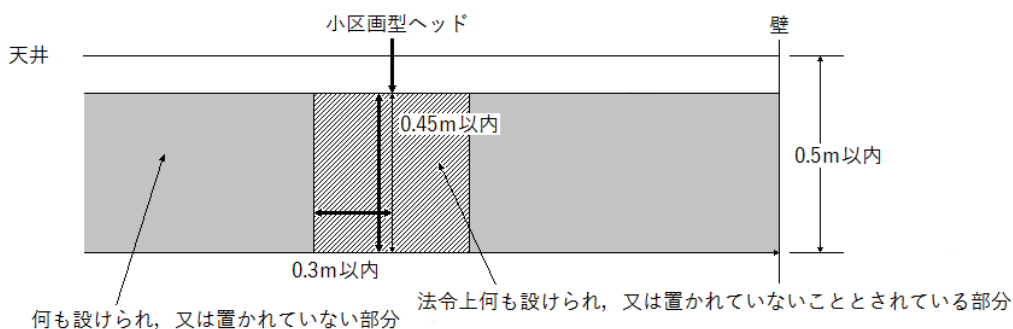 小区画型ヘッド
壁
天井
0.45m以内
0.5m以内
0.3m以内
法令上何も設けられ，又は置かれていないこととされている部分
何も設けられ，又は置かれていない部分